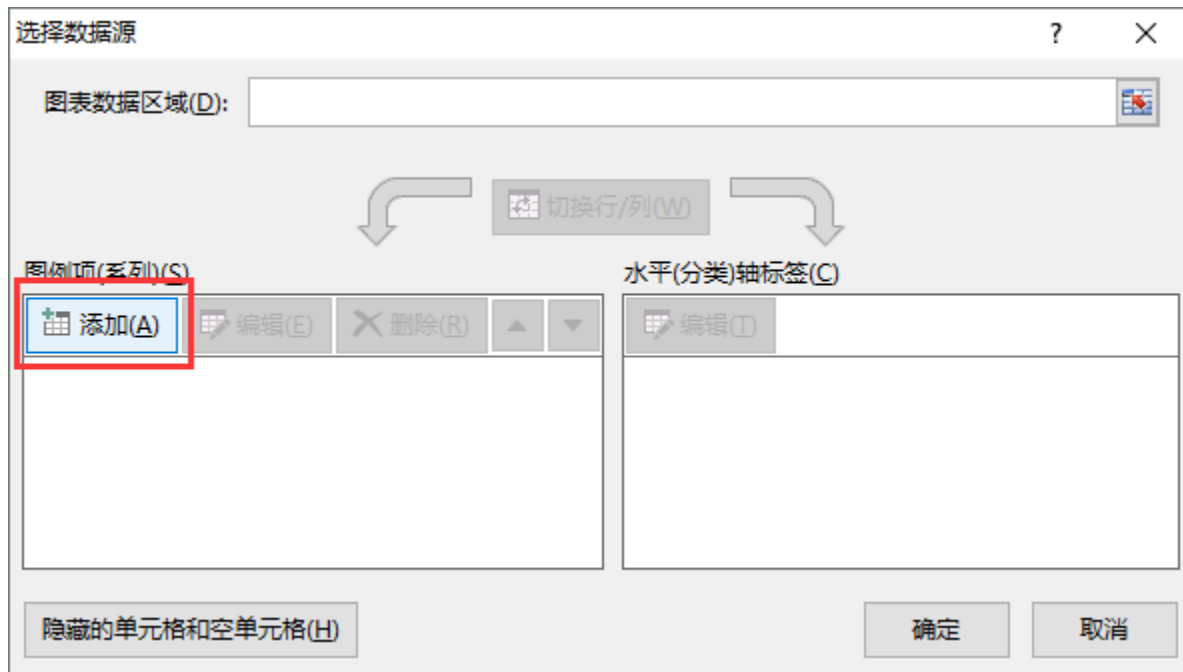 选择数据源
?
图表数据区域(D):
切换行/列(W)
图例项(系列)(S)
水平(分类)轴标签(C)
添加(A)
编辑(E)
删除(R)
编辑(T)
隐藏的单元格和空单元格(H)
确定
取消